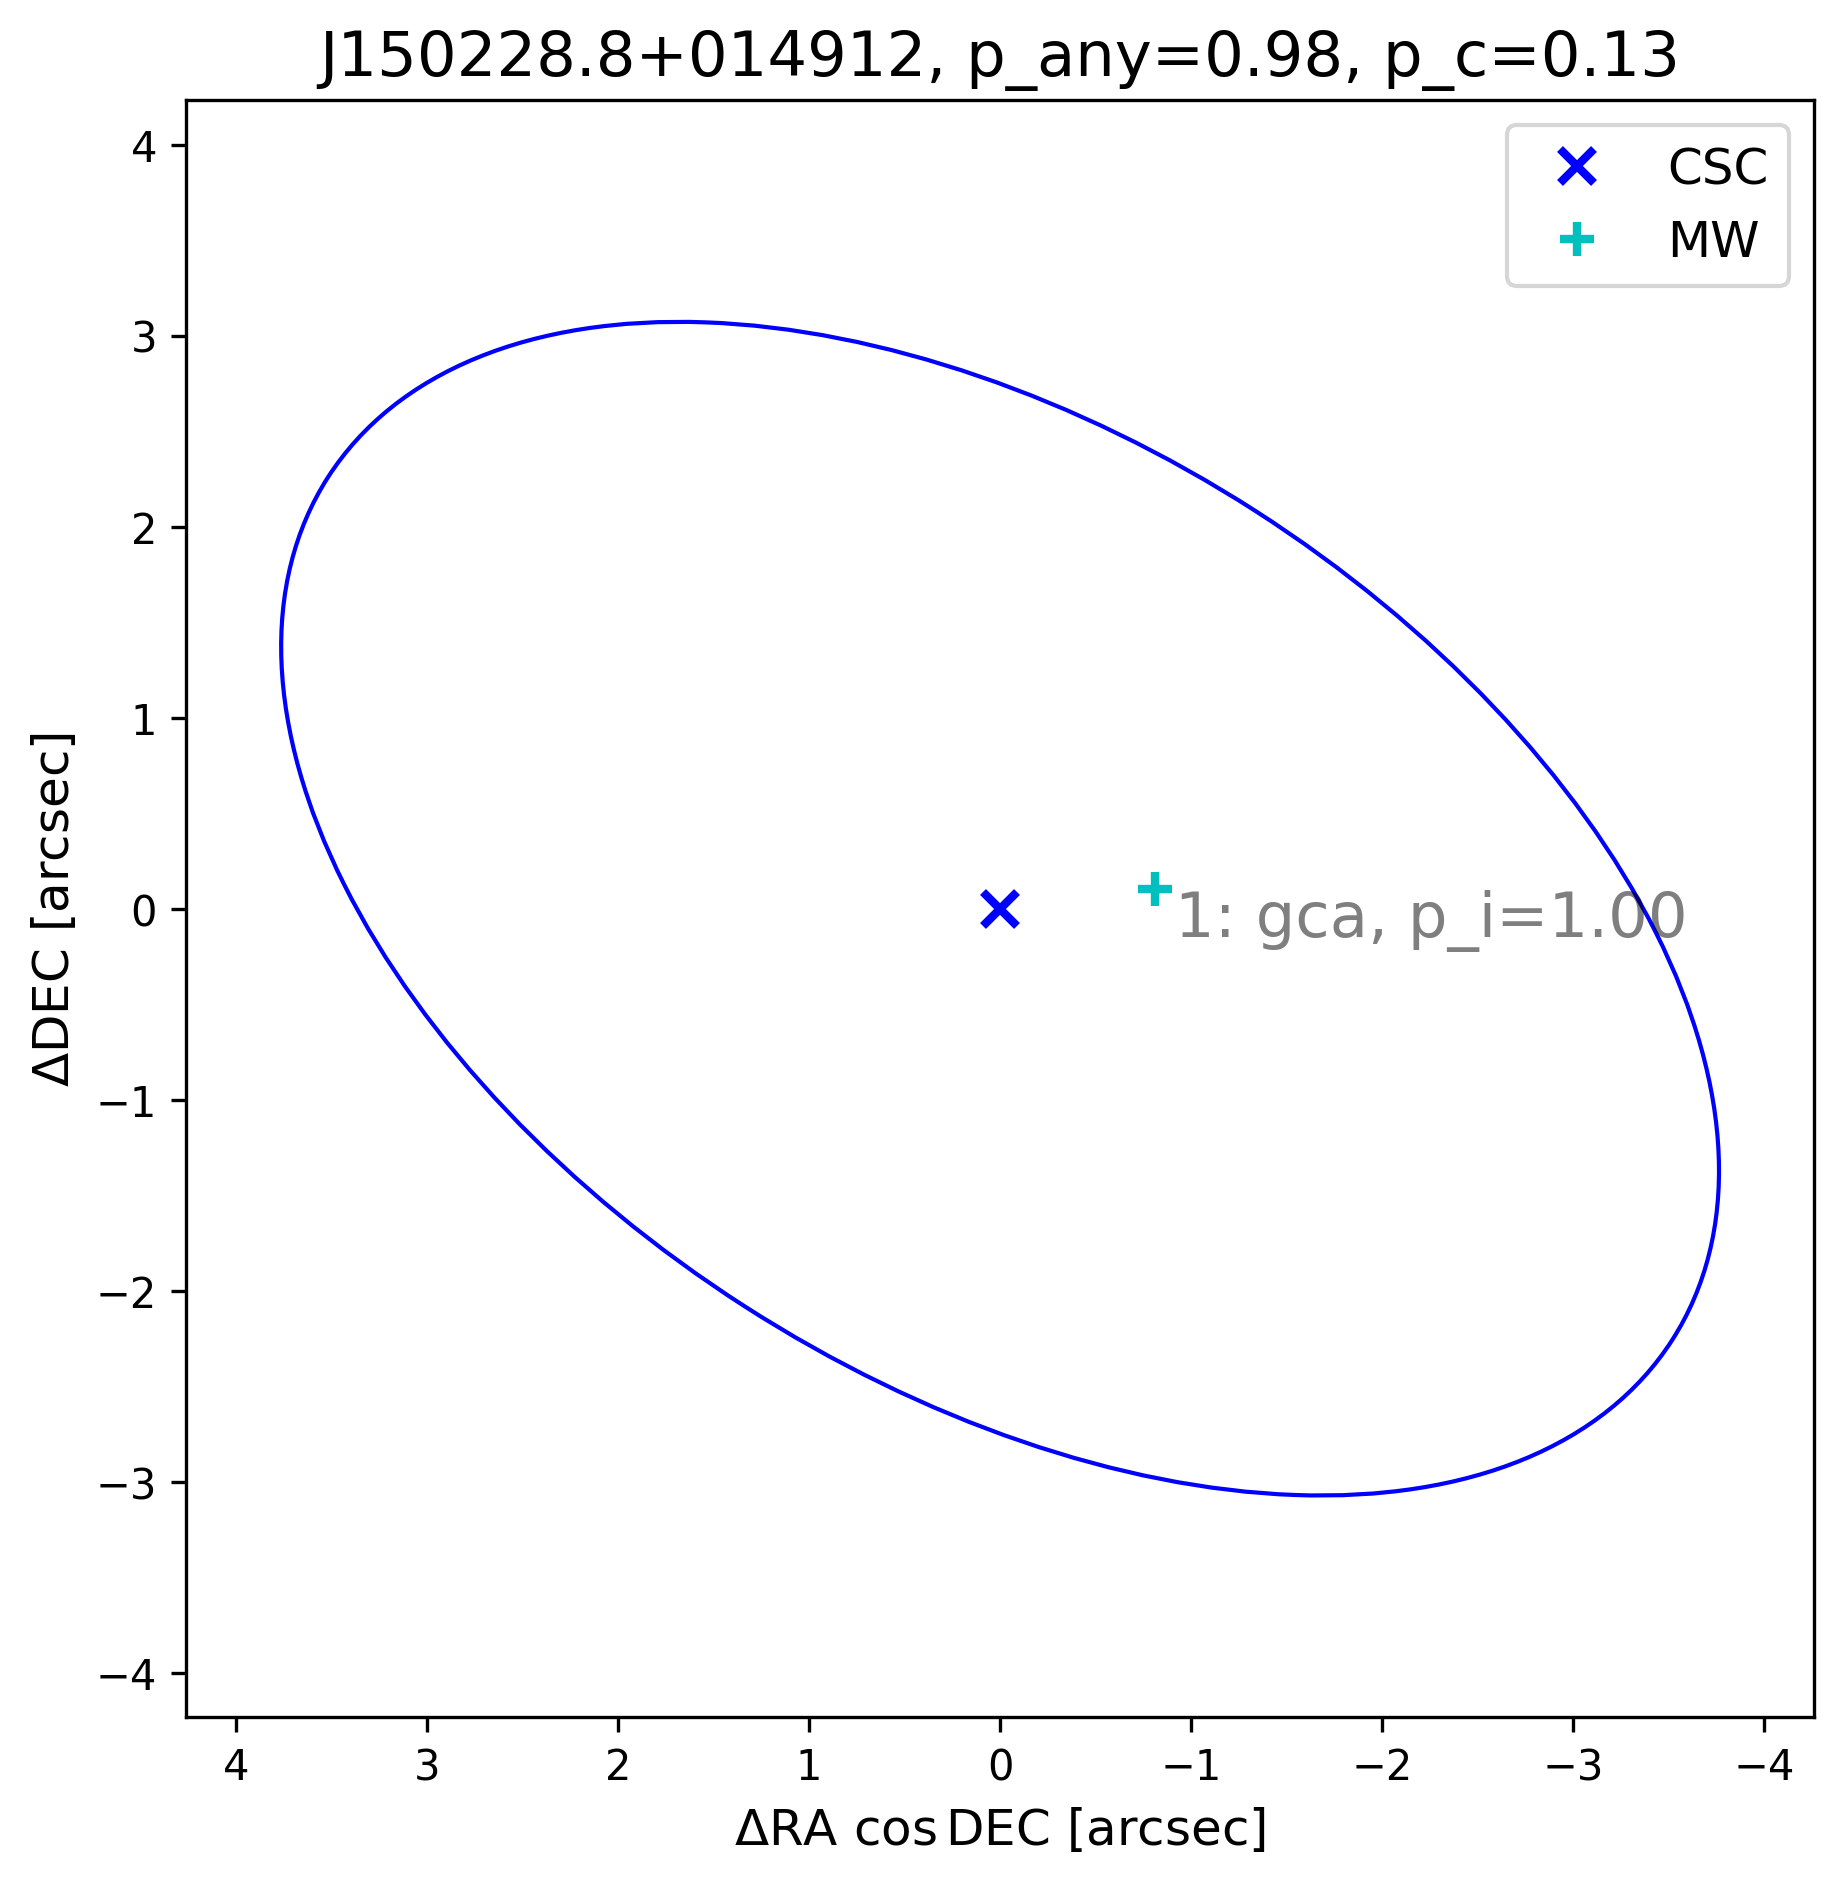 J150228.8+014912, p_any=0.98, p_c=0.13
CSC
MW
4
3
2
1
0
−1
−2
−3
−4
ΔDEC [arcsec]
1: gca, p_i=1.00
4 3 2 1 0 −1 −2 −3 −4
ΔRA cos DEC [arcsec]